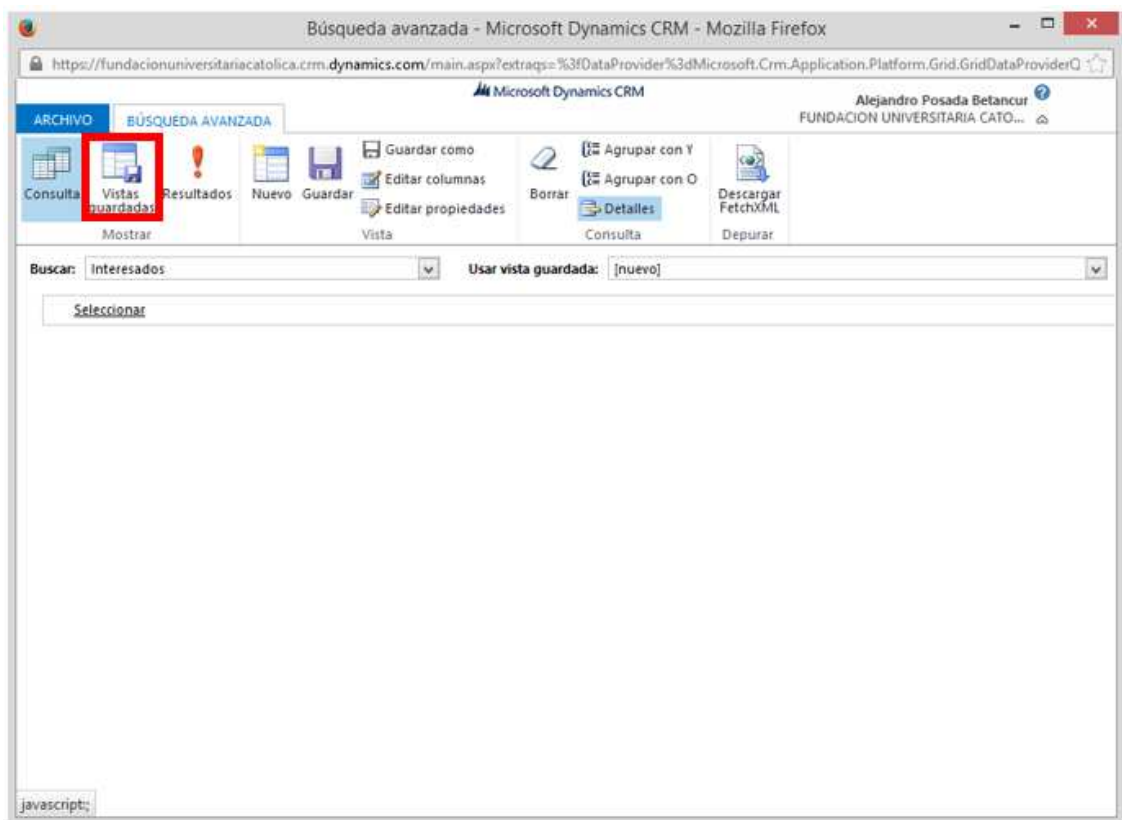 Búsqueda avanzada - Microsoft Dynamics CRM - Mozilla Firefox
https://fundacionuniversitariacatolica.crm.dynamics.com/main.aspx?extraqs=%3fDataProvider%3dMicrosoft.Crm.Application.Platform.Grid.GridDataProviderQ
Microsoft Dynamics CRM
Alejandro Posada Betancur
FUNDACION UNIVERSITARIA CATO...
ARCHIVO BÚSQUEDA AVANZADA
Consulta
Vistas guardadas
Resultados
Mostrar
Nuevo
Guardar
Guardar como
Editar columnas
Editar propiedades
Vista
Borrar
Agrupar con Y
Agrupar con O
Detalles
Consulta
Descargar FetchXML
Depurar
Buscar: Interesados Usar vista guardada: [nuevo]
Seleccionar
javascript:;